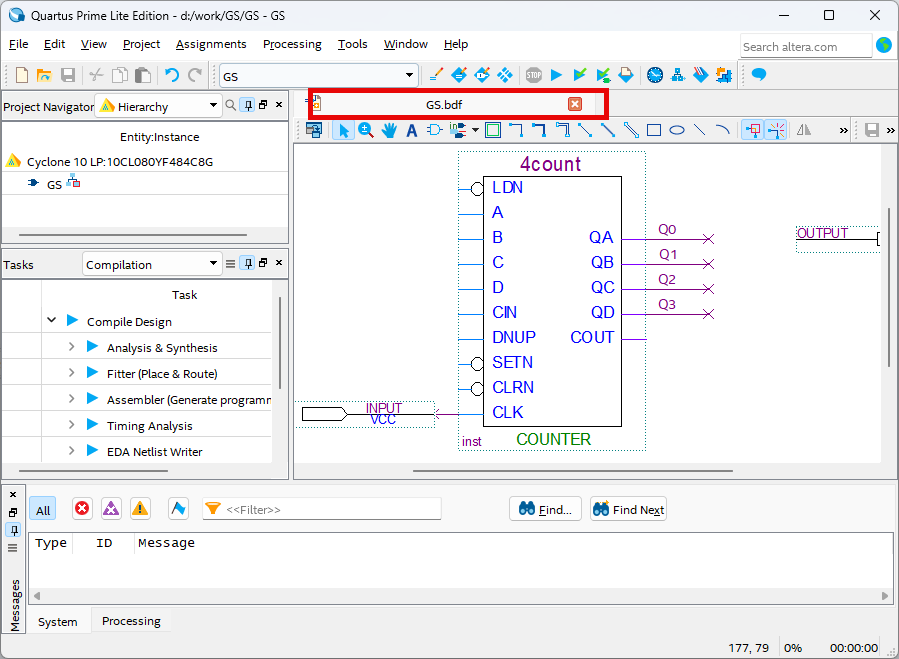 Quartus Prime Lite Edition - d:/work/GS/GS - GS
File Edit View Project Assignments Processing Tools Window Help
Search altera.com
GS
STOP
Project Navigator Hierarchy
GS.bdf
Entity:Instance
Cyclone 10 LP:10CL080YF484C8G
GS
Tasks Compilation
Task
Compile Design
Analysis & Synthesis
Fitter (Place & Route)
Assembler (Generate programm
Timing Analysis
EDA Netlist Writer
4count
LDN
A
B QA Q0
C QB Q1
D QC Q2
CIN QD Q3
DNUP COUT
SETN
CLRN
CLK
inst COUNTER
INPUT
VCC
OUTPUT
All <<Filter>> Find... Find Next
Type ID Message
Messages
System Processing
177, 79 0% 00:00:00